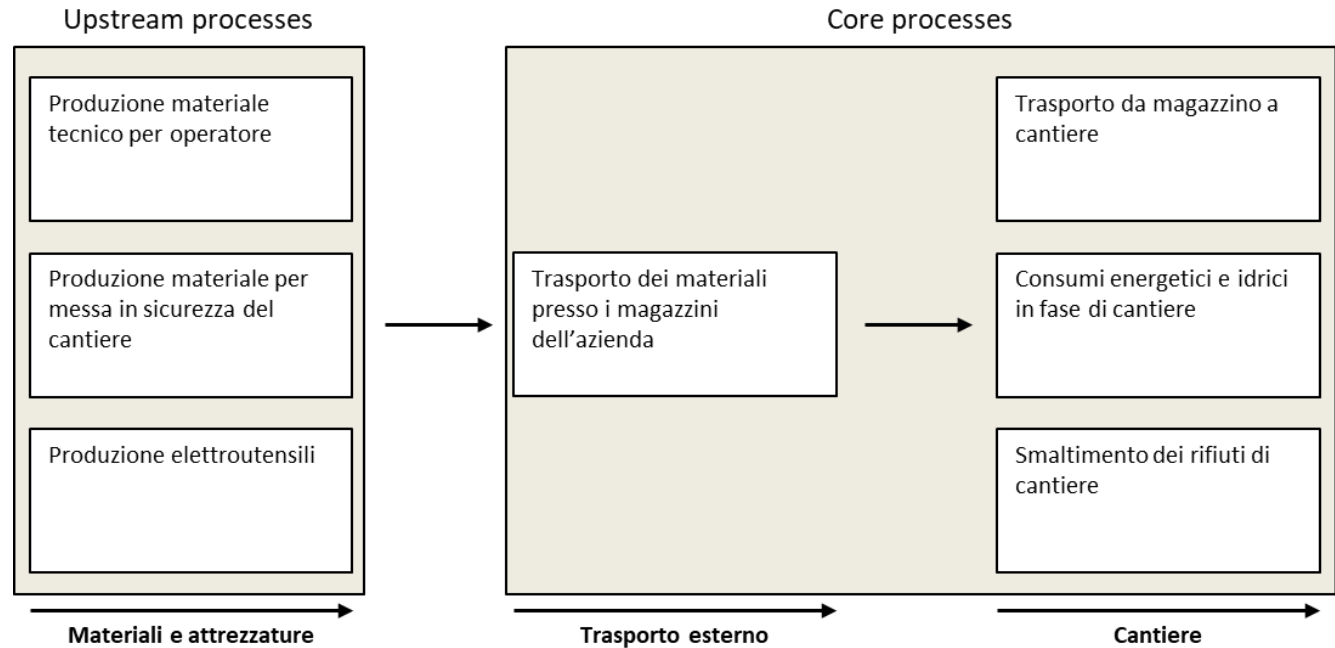 Upstream processes
Core processes
Produzione materiale
tecnico per operatore
Produzione materiale per
messa in sicurezza del
cantiere
Produzione elettroutensili
Trasporto dei materiali
presso i magazzini
dell’azienda
Trasporto da magazzino a
cantiere
Consumi energetici e idrici
in fase di cantiere
Smaltimento dei rifiuti di
cantiere
Materiali e attrezzature
Trasporto esterno
Cantiere